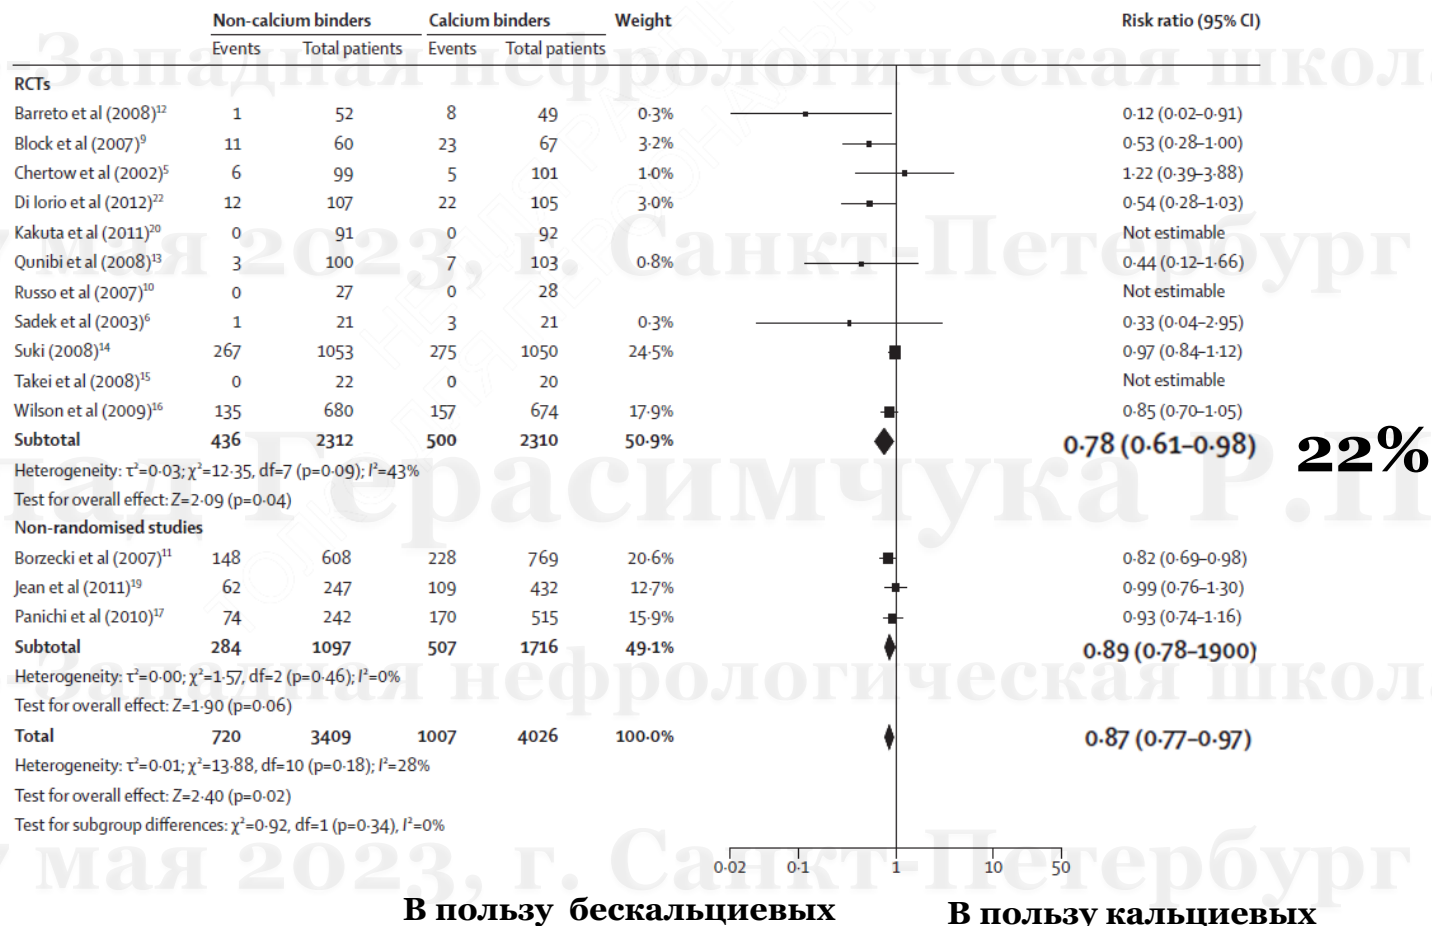 Non-calcium binders Calcium binders Weight Risk ratio (95% CI)
Events Total patients Events Total patients
RCTs
Barreto et al (2008)¹² 1 52 8 49 0·3% 0·12 (0·02–0·91)
Block et al (2007)⁹ 11 60 23 67 3·2% 0·53 (0·28–1·00)
Chertow et al (2002)⁵ 6 99 5 101 1·0% 1·22 (0·39–3·88)
Di Iorio et al (2012)²² 12 107 22 105 3·0% 0·54 (0·28–1·03)
Kakuta et al (2011)²⁰ 0 91 0 92 Not estimable
Qunibi et al (2008)¹³ 3 100 7 103 0·8% 0·44 (0·12–1·66)
Russo et al (2007)¹⁰ 0 27 0 28 Not estimable
Sadek et al (2003)⁶ 1 21 3 21 0·3% 0·33 (0·04–2·95)
Suki (2008)¹⁴ 267 1053 275 1050 24·5% 0·97 (0·84–1·12)
Takei et al (2008)¹⁵ 0 22 0 20 Not estimable
Wilson et al (2009)¹⁶ 135 680 157 674 17·9% 0·85 (0·70–1·05)
Subtotal 436 2312 500 2310 50·9% 0·78 (0·61–0·98) 22%
Heterogeneity: τ²=0·03; χ²=12·35, df=7 (p=0·09); I²=43%
Test for overall effect: Z=2·09 (p=0·04)
Non-randomised studies
Borzecki et al (2007)¹¹ 148 608 228 769 20·6% 0·82 (0·69–0·98)
Jean et al (2011)¹⁹ 62 247 109 432 12·7% 0·99 (0·76–1·30)
Panichi et al (2010)¹⁷ 74 242 170 515 15·9% 0·93 (0·74–1·16)
Subtotal 284 1097 507 1716 49·1% 0·89 (0·78–1900)
Heterogeneity: τ²=0·00; χ²=1·57, df=2 (p=0·46); I²=0%
Test for overall effect: Z=1·90 (p=0·06)
Total 720 3409 1007 4026 100·0% 0·87 (0·77–0·97)
Heterogeneity: τ²=0·01; χ²=13·88, df=10 (p=0·18); I²=28%
Test for overall effect: Z=2·40 (p=0·02)
Test for subgroup differences: χ²=0·92, df=1 (p=0·34), I²=0%
0·02 0·1 1 10 50
В пользу бескальциевых В пользу кальциевых
-Западная нефрологическая школа
7 мая 2023, г. Санкт-Петербург
лад Герасимчука Р.П
-Западная нефрологическая школа
7 мая 2023, г. Санкт-Петербург